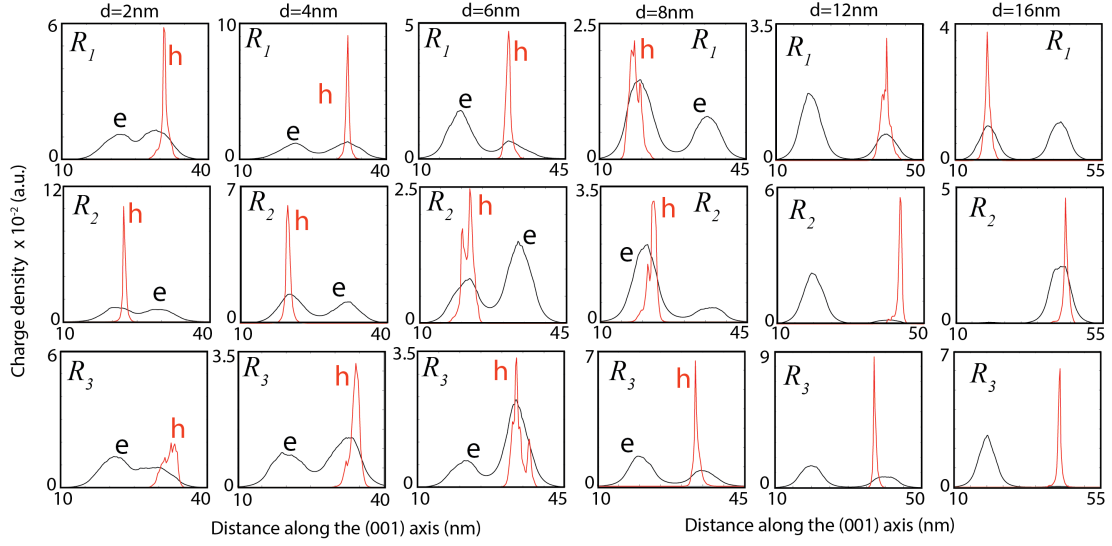 d=2nm d=4nm d=6nm d=8nm d=12nm d=16nm
6 R1 h e 0 10 40
10 R1 h e 0 10 40
5 R1 h e 0 10 45
2.5 h R1 e 0 10 45
3.5 R1 0 10 50
4 R1 0 10 55
12 R2 h e 0 10 40
7 R2 h e 0 10 40
2.5 R2 h e 0 10 45
3.5 h R2 e 0 10 45
6 R2 0 10 50
5 R2 0 10 55
6 R3 e h 0 10 40
3.5 R3 h e 0 10 40
3.5 R3 h e 0 10 45
7 R3 h e 0 10 45
9 R3 0 10 50
7 R3 0 10 55
Charge density x 10⁻² (a.u.)
Distance along the (001) axis (nm) Distance along the (001) axis (nm)